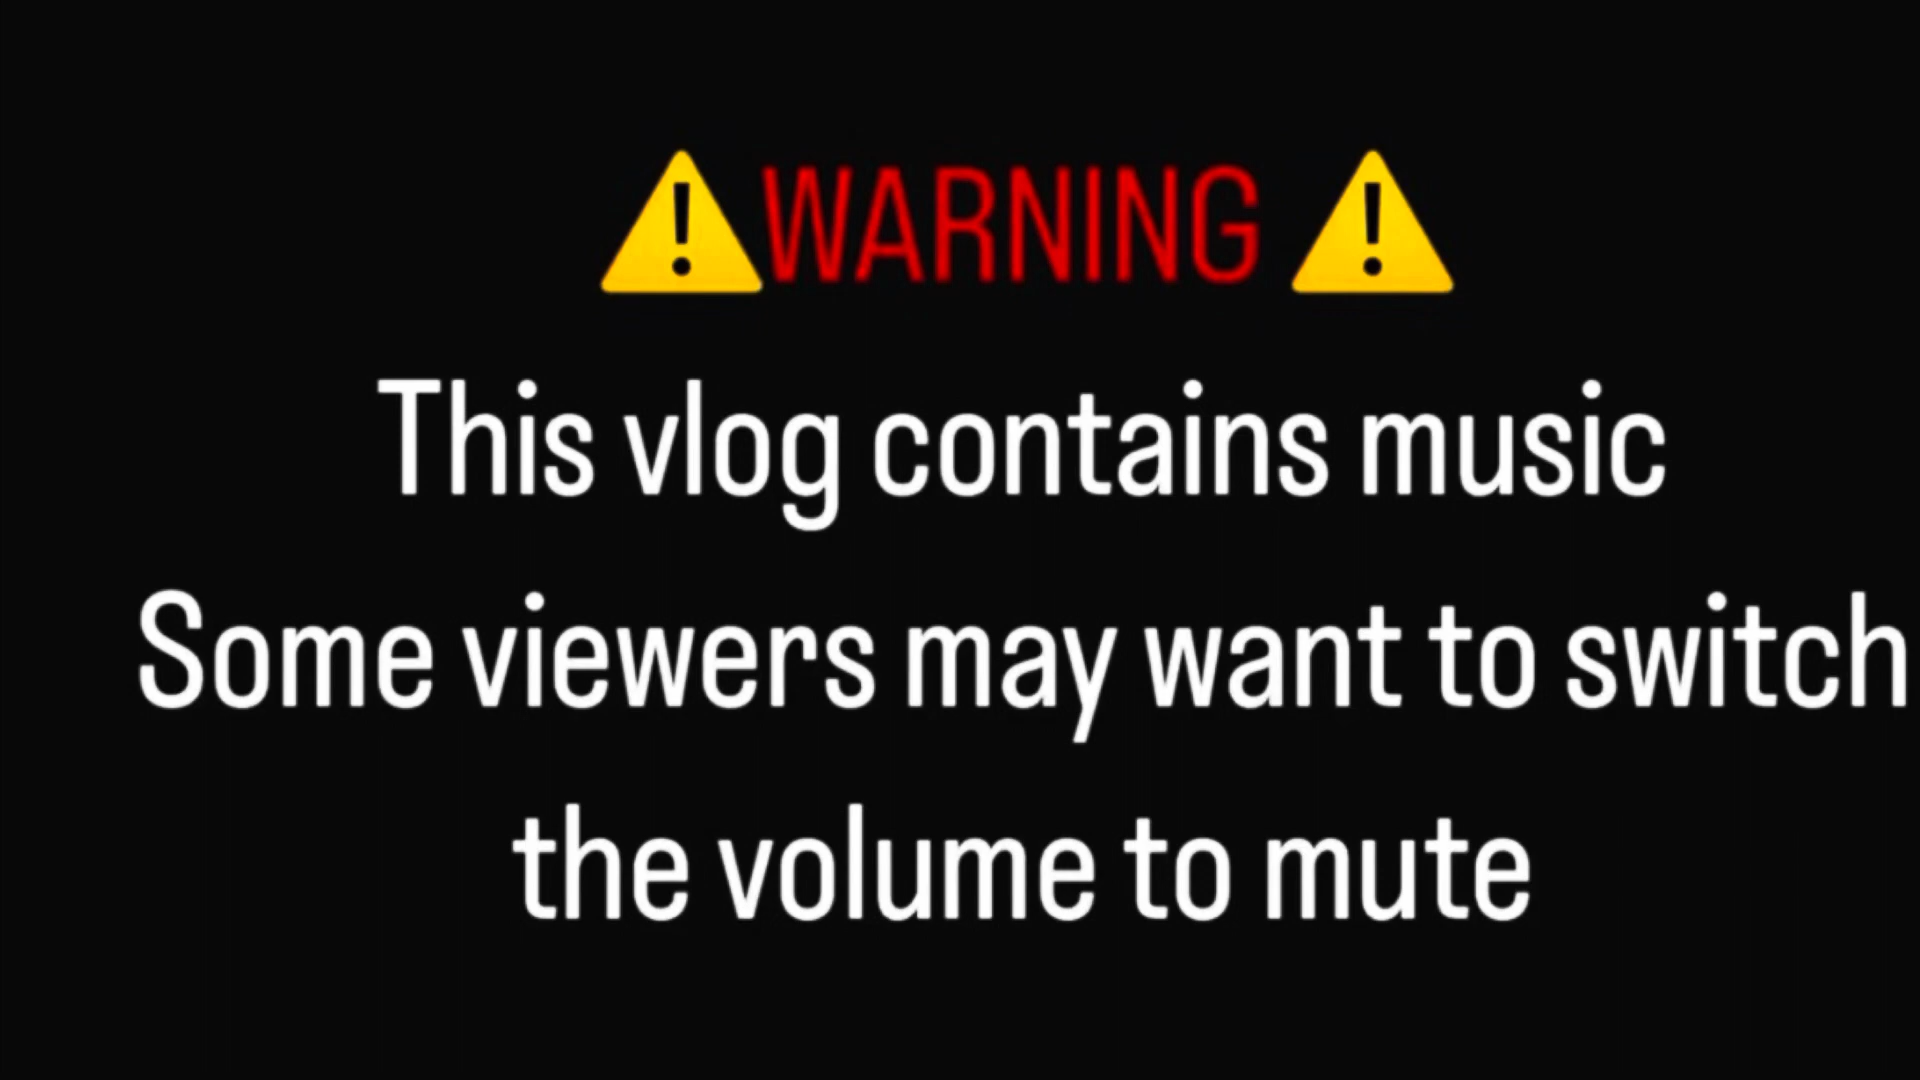 ⚠️WARNING ⚠️
This vlog contains music
Some viewers may want to switch
the volume to mute